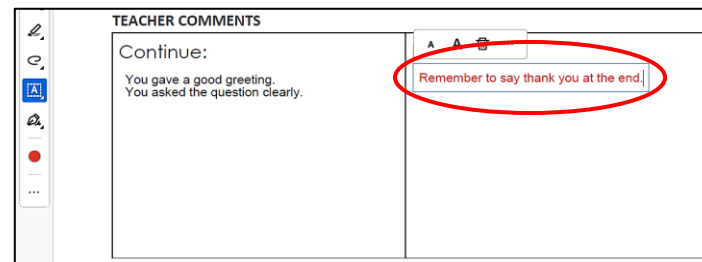 TEACHER COMMENTS
Continue:
You gave a good greeting.
You asked the question clearly.
A A
Remember to say thank you at the end.
A